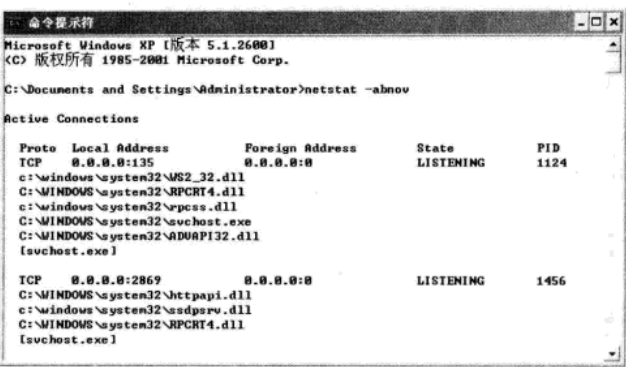 命令提示符
Microsoft Windows XP [版本 5.1.2600]
(C) 版权所有 1985-2001 Microsoft Corp.
C:\Documents and Settings\Administrator>netstat -abnov
Active Connections
Proto Local Address Foreign Address State PID
TCP 0.0.0.0:135 0.0.0.0:0 LISTENING 1124
c:\windows\system32\WS2_32.dll
C:\WINDOWS\system32\RPCRT4.dll
c:\windows\system32\rpcss.dll
C:\WINDOWS\system32\svchost.exe
C:\WINDOWS\system32\ADVAPI32.dll
[svchost.exe]
TCP 0.0.0.0:2869 0.0.0.0:0 LISTENING 1456
C:\WINDOWS\system32\httpapi.dll
c:\windows\system32\ssdpsrv.dll
C:\WINDOWS\system32\RPCRT4.dll
[svchost.exe]